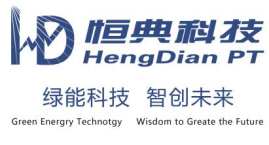 恒典科技
HengDian PT
绿能科技 智创未来
Green Energry Technotgy Wisdom to Greate the Future